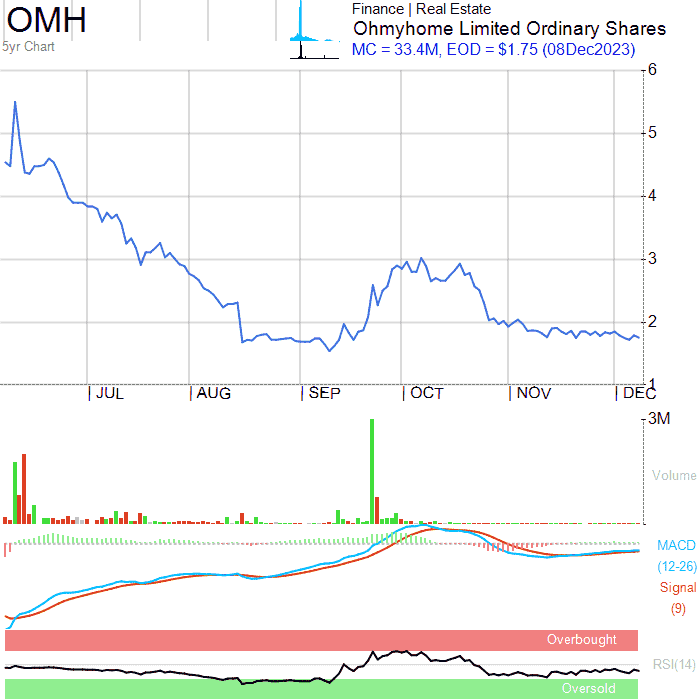 OMH
5yr Chart
Finance | Real Estate
Ohmyhome Limited Ordinary Shares
MC = 33.4M, EOD = $1.75 (08Dec2023)
6
5
4
3
2
1
JUL
AUG
SEP
OCT
NOV
DEC
3M
Volume
MACD
(12-26)
Signal
(9)
Overbought
RSI(14)
Oversold